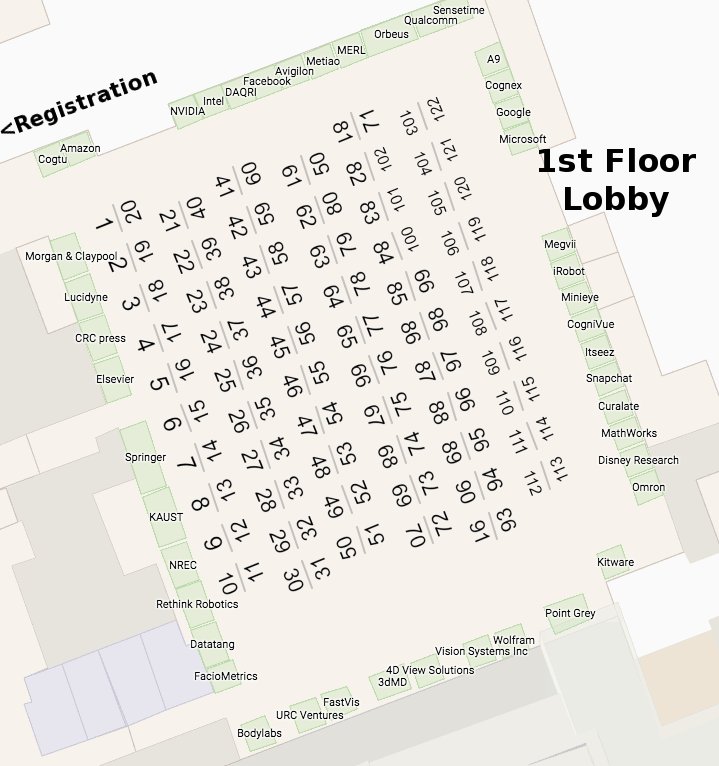 Sensetime
Qualcomm
Orbeus
MERL
Metiao
Avigilon
Facebook
DAQRI
Intel
NVIDIA
<Registration
Amazon
Cogtu
A9
Cognex
Google
Microsoft
1st Floor
Lobby
Morgan & Claypool
Lucidyne
CRC press
Elsevier
Springer
KAUST
NREC
Rethink Robotics
Datatang
FacioMetrics
Megvii
iRobot
Minieye
CogniVue
Itseez
Snapchat
Curalate
MathWorks
Disney Research
Omron
Kitware
Point Grey
Wolfram
Vision Systems Inc
4D View Solutions
3dMD
FastVis
URC Ventures
Bodylabs
1 20
2 19
3 18
4 17
5 16
6 15
7 14
8 13
9 12
10 11
21 40
22 39
23 38
24 37
25 36
26 35
27 34
28 33
29 32
30 31
41 60
42 59
43 58
44 57
45 56
46 55
47 54
48 53
49 52
50 51
61 50
62 80
63 79
64 78
65 77
66 76
67 75
68 74
69 73
70 72
81 71
82 102
83 101
84 100
85 99
86 98
87 97
88 96
89 95
90 94
91 93
103 122
104 121
105 120
106 119
107 118
108 117
109 116
110 115
111 114
112 113